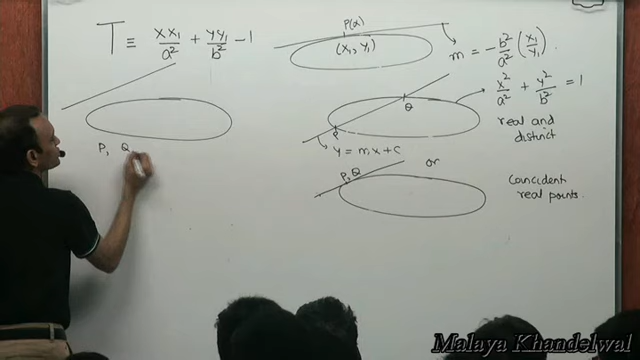 T ≡ xx₁/a² + yy₁/b² - 1
P(α)
(x₁, y₁)
m = -b²/a² (x₁/y₁).
x²/a² + y²/b² = 1
Q
P
real and
distinct
y = m₁x + c
P, Q
or
P, Q
coincident
real points.
Malaya Khandelwal